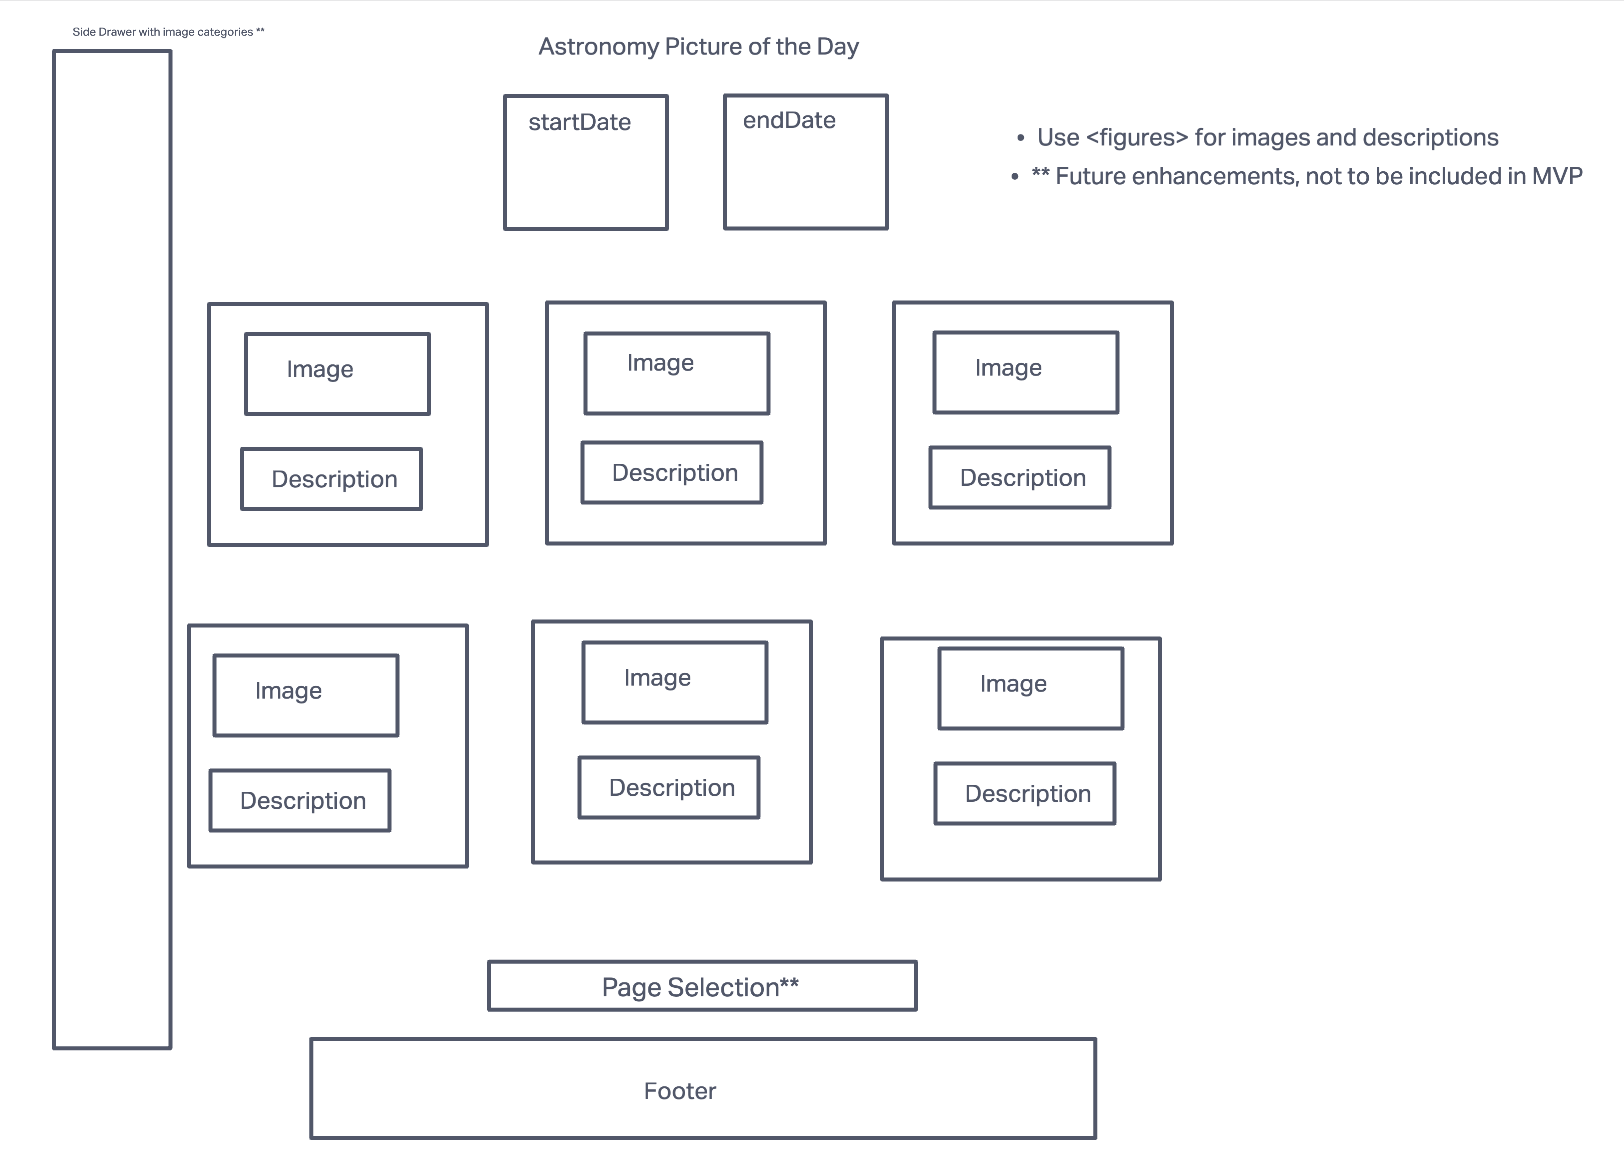 Side Drawer with image categories **
Astronomy Picture of the Day
startDate
endDate
• Use <figures> for images and descriptions
• ** Future enhancements, not to be included in MVP
Image
Image
Image
Description
Description
Description
Image
Image
Image
Description
Description
Description
Page Selection**
Footer